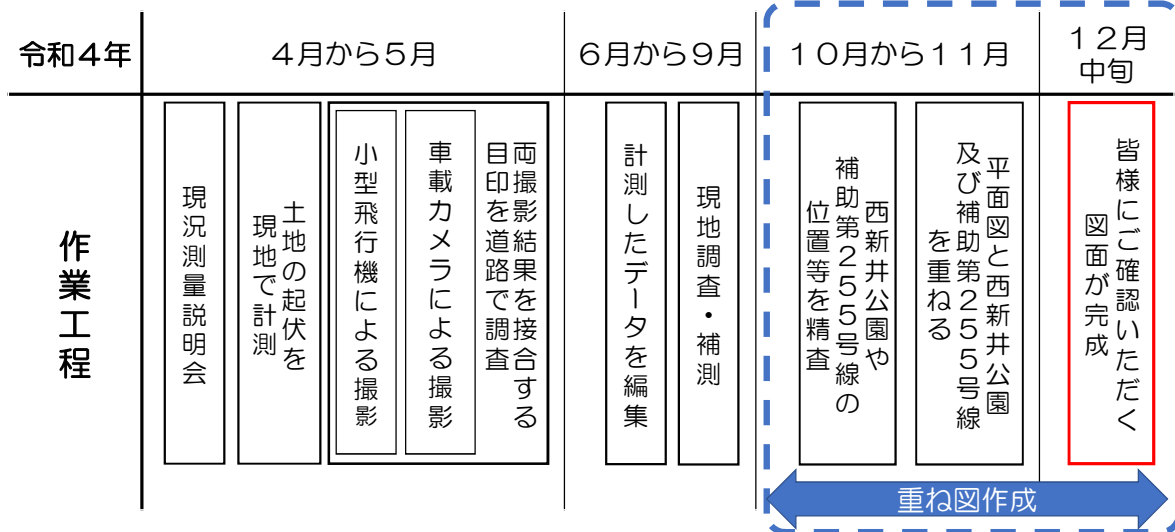 令和4年
4月から5月
6月から9月
10月から11月
12月
中旬
作業工程
現況測量説明会
土地の起伏を
現地で計測
小型飛行機による撮影
車載カメラによる撮影
両撮影結果を接合する
目印を道路で調査
計測したデータを編集
現地調査・補測
西新井公園や
補助第255号線の
位置等を精査
平面図と西新井公園
及び補助第255号線
を重ねる
皆様にご確認いただく
図面が完成
重ね図作成